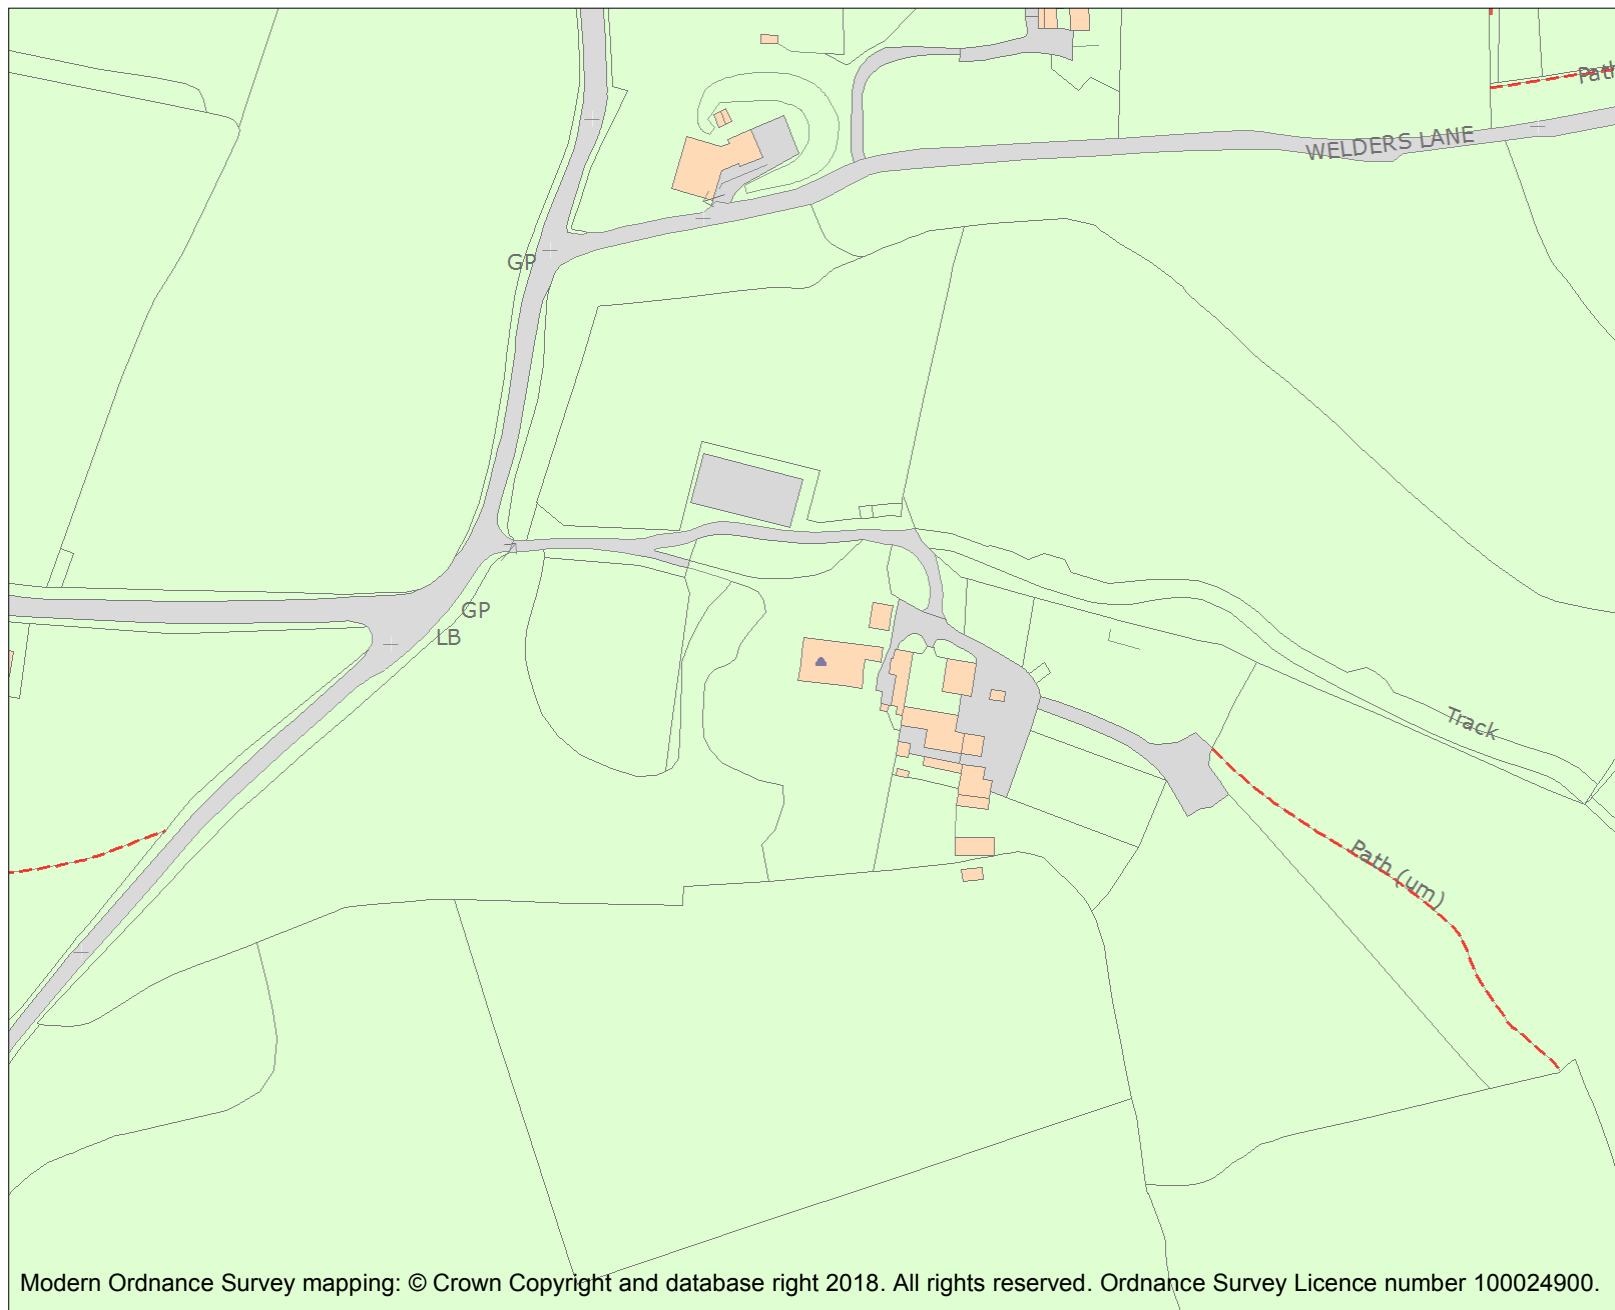 Path
WELDERS LANE
GP
GP
LB
Track
Path (um)
Modern Ordnance Survey mapping: © Crown Copyright and database right 2018. All rights reserved. Ordnance Survey Licence number 100024900.